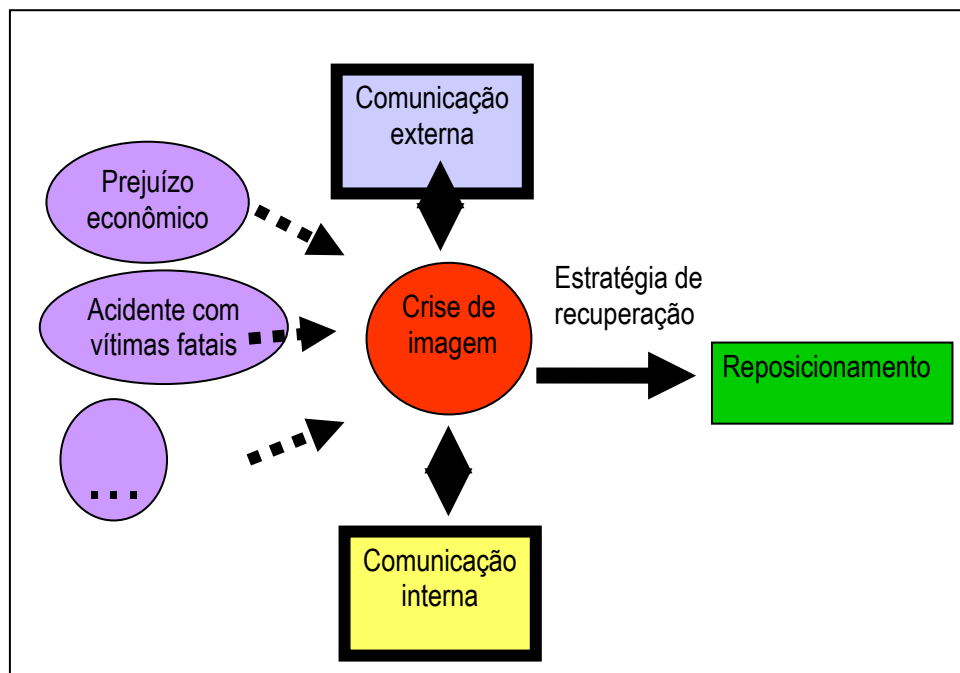 Comunicação
externa
Prejuízo
econômico
Acidente com
vítimas fatais
...
Crise de
imagem
Estratégia de
recuperação
Reposicionamento
Comunicação
interna